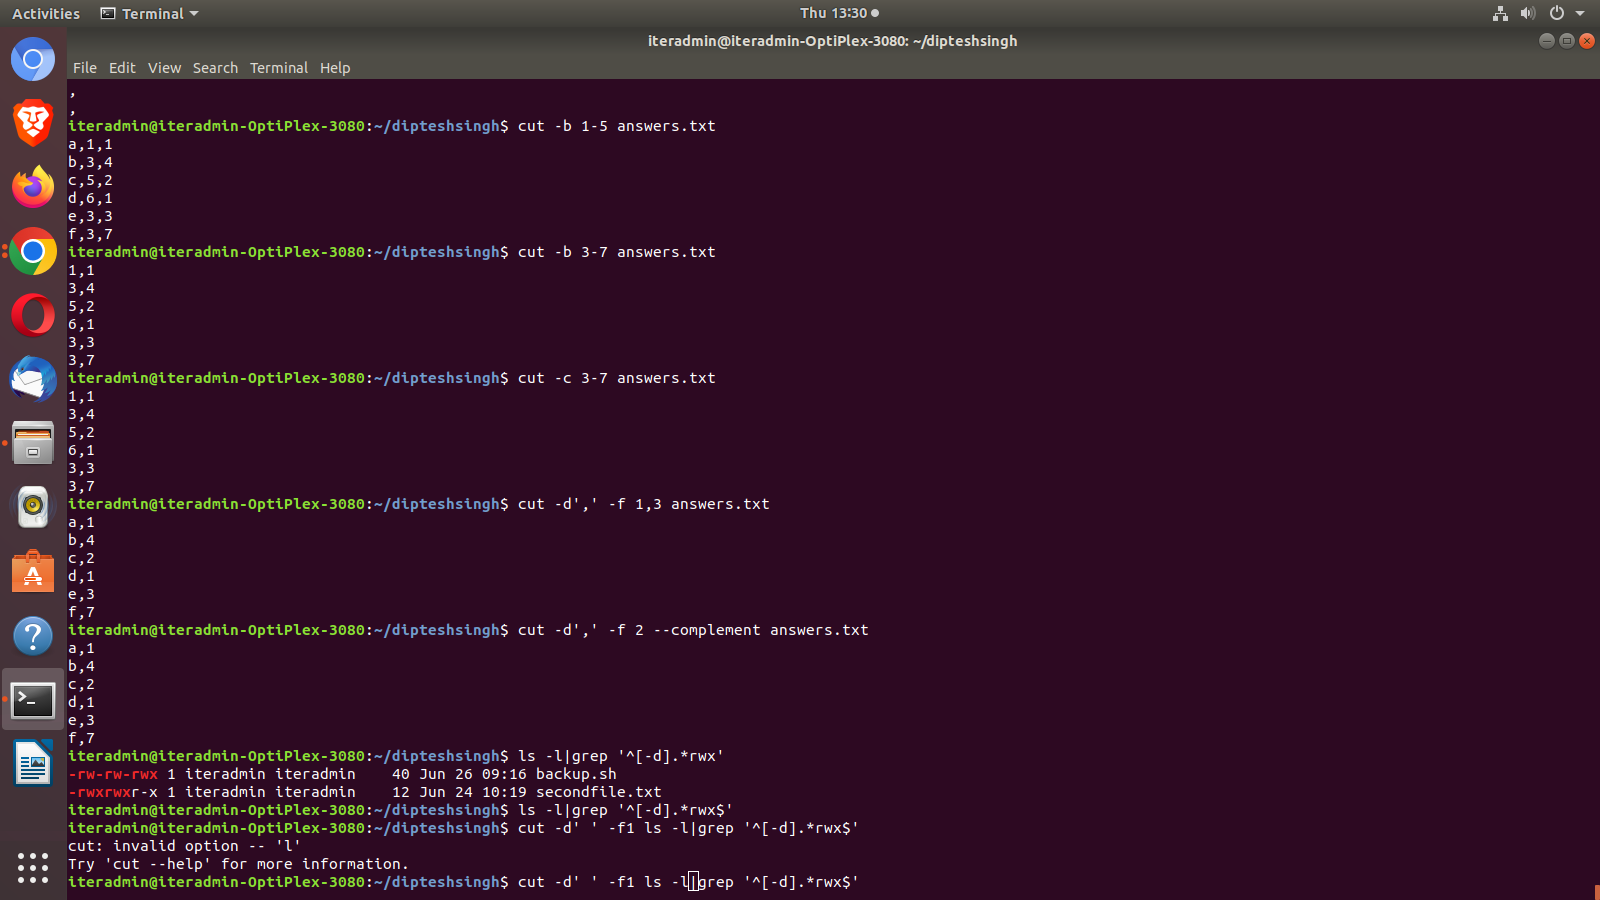 Activities Terminal Thu 13:30
iteradmin@iteradmin-OptiPlex-3080: ~/dipteshsingh
File Edit View Search Terminal Help
,
,
iteradmin@iteradmin-OptiPlex-3080:~/dipteshsingh$ cut -b 1-5 answers.txt
a,1,1
b,3,4
c,5,2
d,6,1
e,3,3
f,3,7
iteradmin@iteradmin-OptiPlex-3080:~/dipteshsingh$ cut -b 3-7 answers.txt
1,1
3,4
5,2
6,1
3,3
3,7
iteradmin@iteradmin-OptiPlex-3080:~/dipteshsingh$ cut -c 3-7 answers.txt
1,1
3,4
5,2
6,1
3,3
3,7
iteradmin@iteradmin-OptiPlex-3080:~/dipteshsingh$ cut -d',' -f 1,3 answers.txt
a,1
b,4
c,2
d,1
e,3
f,7
iteradmin@iteradmin-OptiPlex-3080:~/dipteshsingh$ cut -d',' -f 2 --complement answers.txt
a,1
b,4
c,2
d,1
e,3
f,7
iteradmin@iteradmin-OptiPlex-3080:~/dipteshsingh$ ls -l|grep '^[-d].*rwx'
-rw-rw-rwx 1 iteradmin iteradmin    40 Jun 26 09:16 backup.sh
-rwxrwxr-x 1 iteradmin iteradmin    12 Jun 24 10:19 secondfile.txt
iteradmin@iteradmin-OptiPlex-3080:~/dipteshsingh$ ls -l|grep '^[-d].*rwx$'
iteradmin@iteradmin-OptiPlex-3080:~/dipteshsingh$ cut -d' ' -f1 ls -l|grep '^[-d].*rwx$'
cut: invalid option -- 'l'
Try 'cut --help' for more information.
iteradmin@iteradmin-OptiPlex-3080:~/dipteshsingh$ cut -d' ' -f1 ls -l|grep '^[-d].*rwx$'